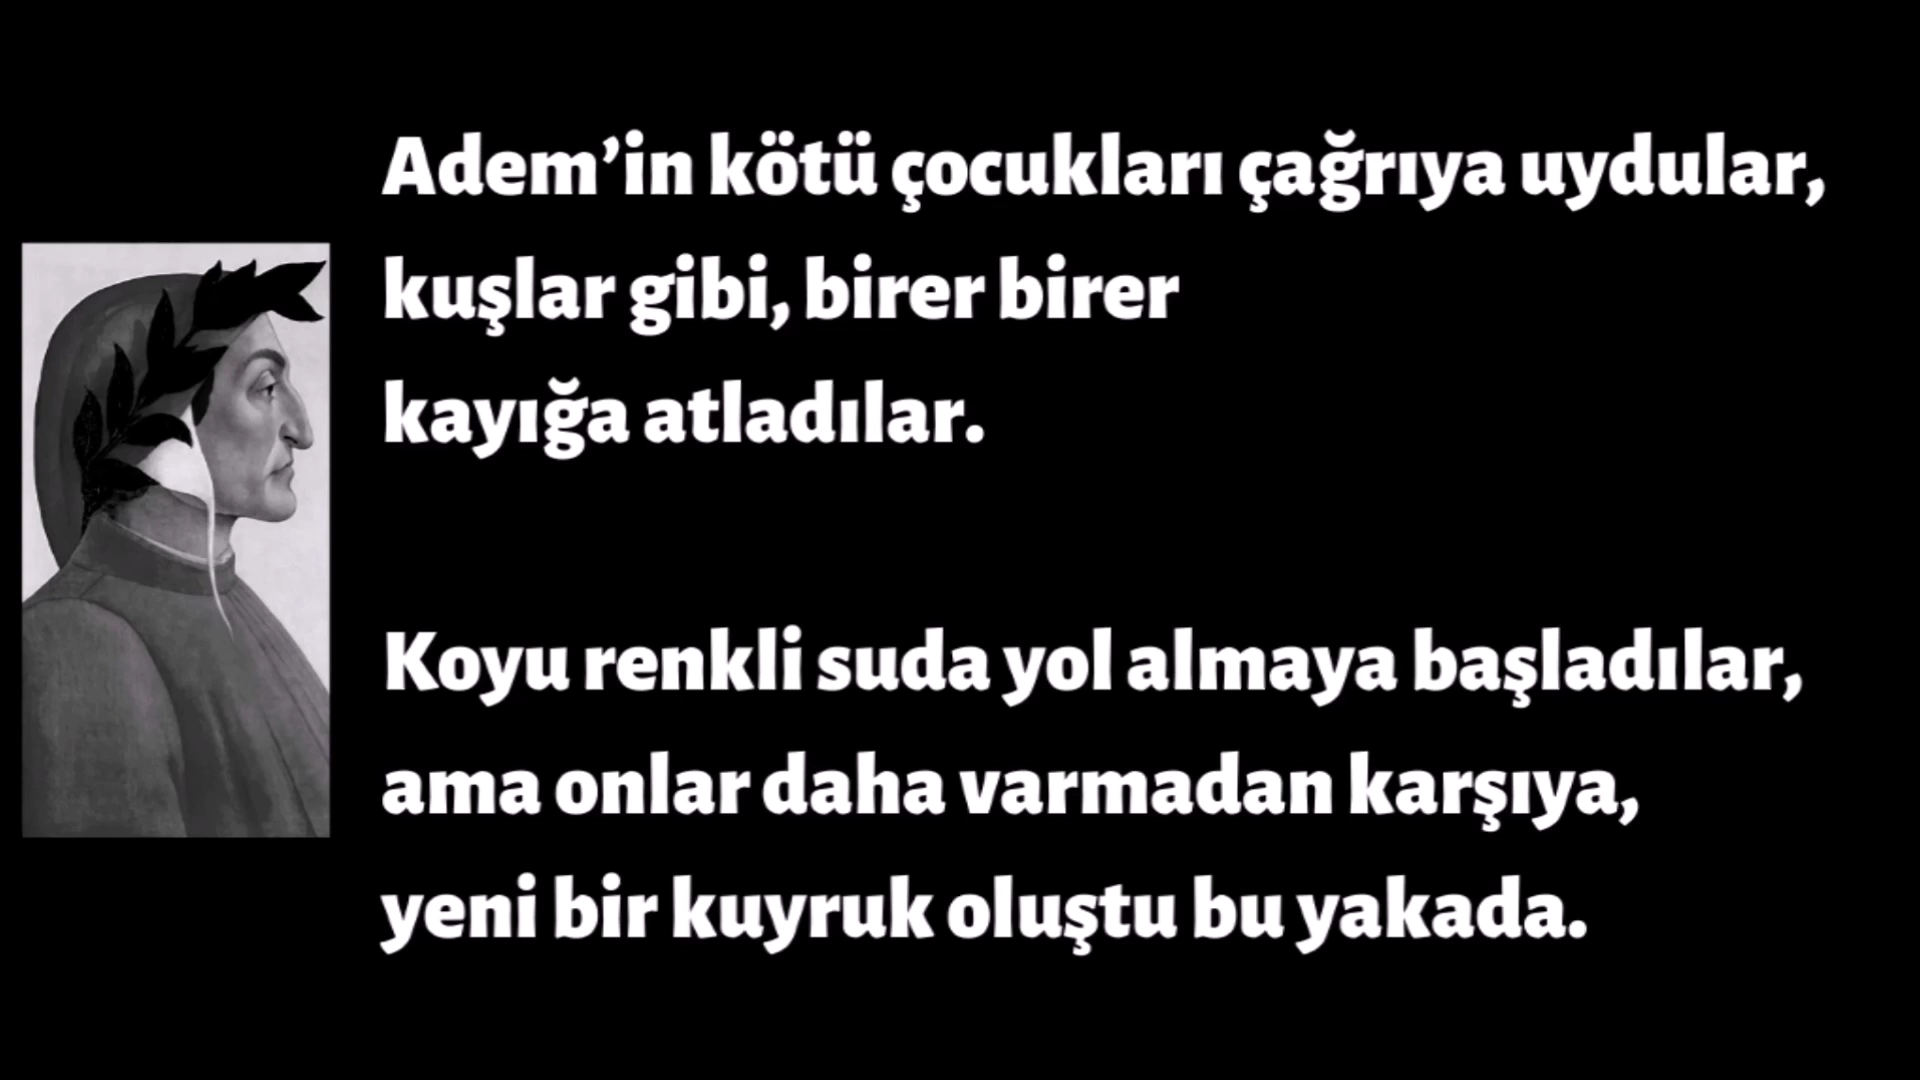 Adem’in kötü çocukları çağrıya uydular,
kuşlar gibi, birer birer
kayığa atladılar.
Koyu renkli suda yol almaya başladılar,
ama onlar daha varmadan karşıya,
yeni bir kuyruk oluştu bu yakada.